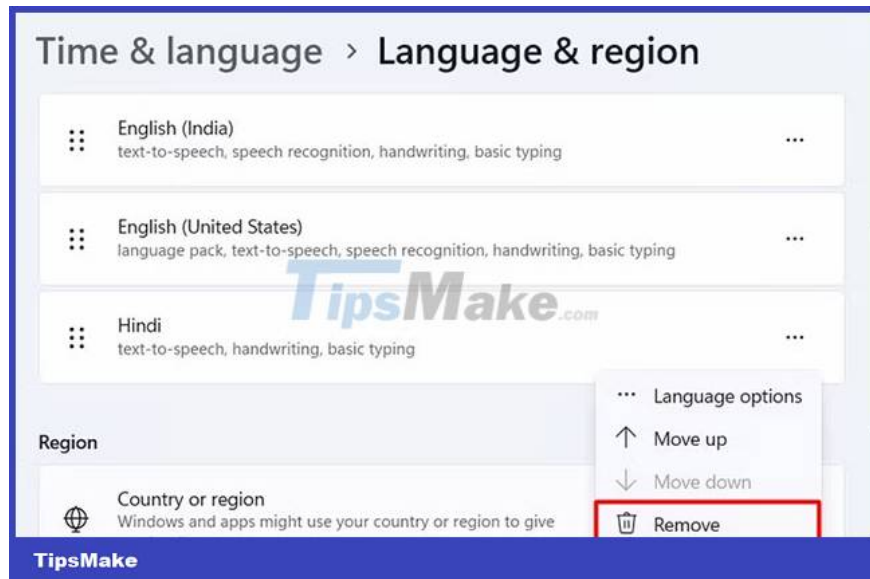 Time & language > Language & region
English (India)
text-to-speech, speech recognition, handwriting, basic typing
English (United States)
language pack, text-to-speech, speech recognition, handwriting, basic typing
TipsMake.com
Hindi
text-to-speech, handwriting, basic typing
Language options
Move up
Move down
Remove
Region
Country or region
Windows and apps might use your country or region to give
TipsMake